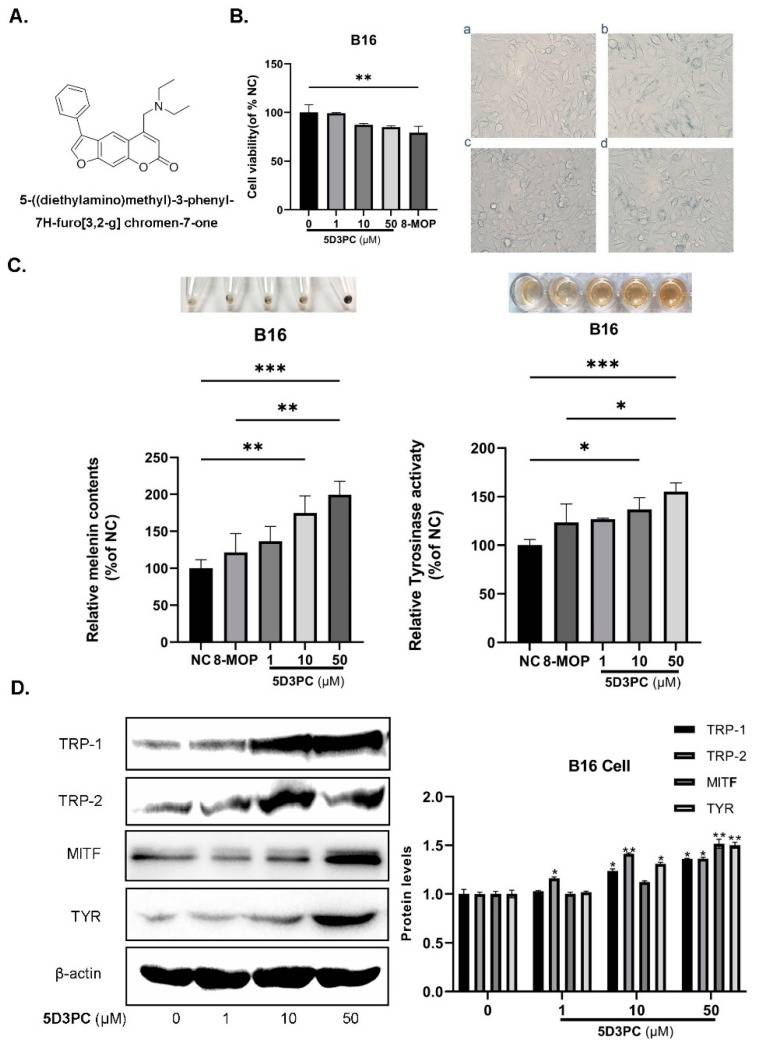 A.
N
O
O
O
5-((diethylamino)methyl)-3-phenyl-
7H-furo[3,2-g] chromen-7-one
B.
B16
**
Cell viability(of % NC)
150
100
50
0
0 1 10 50 8-MOP
5D3PC (µM)
a b
c d
C.
B16
***
**
**
Relative melenin contents
(%of NC)
250
200
150
100
50
0
NC 8-MOP 1 10 50
5D3PC (µM)
B16
***
*
*
Relative Tyrosinase activaty
(%of NC)
200
150
100
50
0
NC 8-MOP 1 10 50
5D3PC (µM)
D.
TRP-1
TRP-2
MITF
TYR
β-actin
5D3PC (µM) 0 1 10 50
TRP-1
TRP-2
MITF
TYR
B16 Cell
Protein levels
2.0
1.5
1.0
0.5
0.0
* * ** * * * ** **
0 1 10 50
5D3PC (µM)